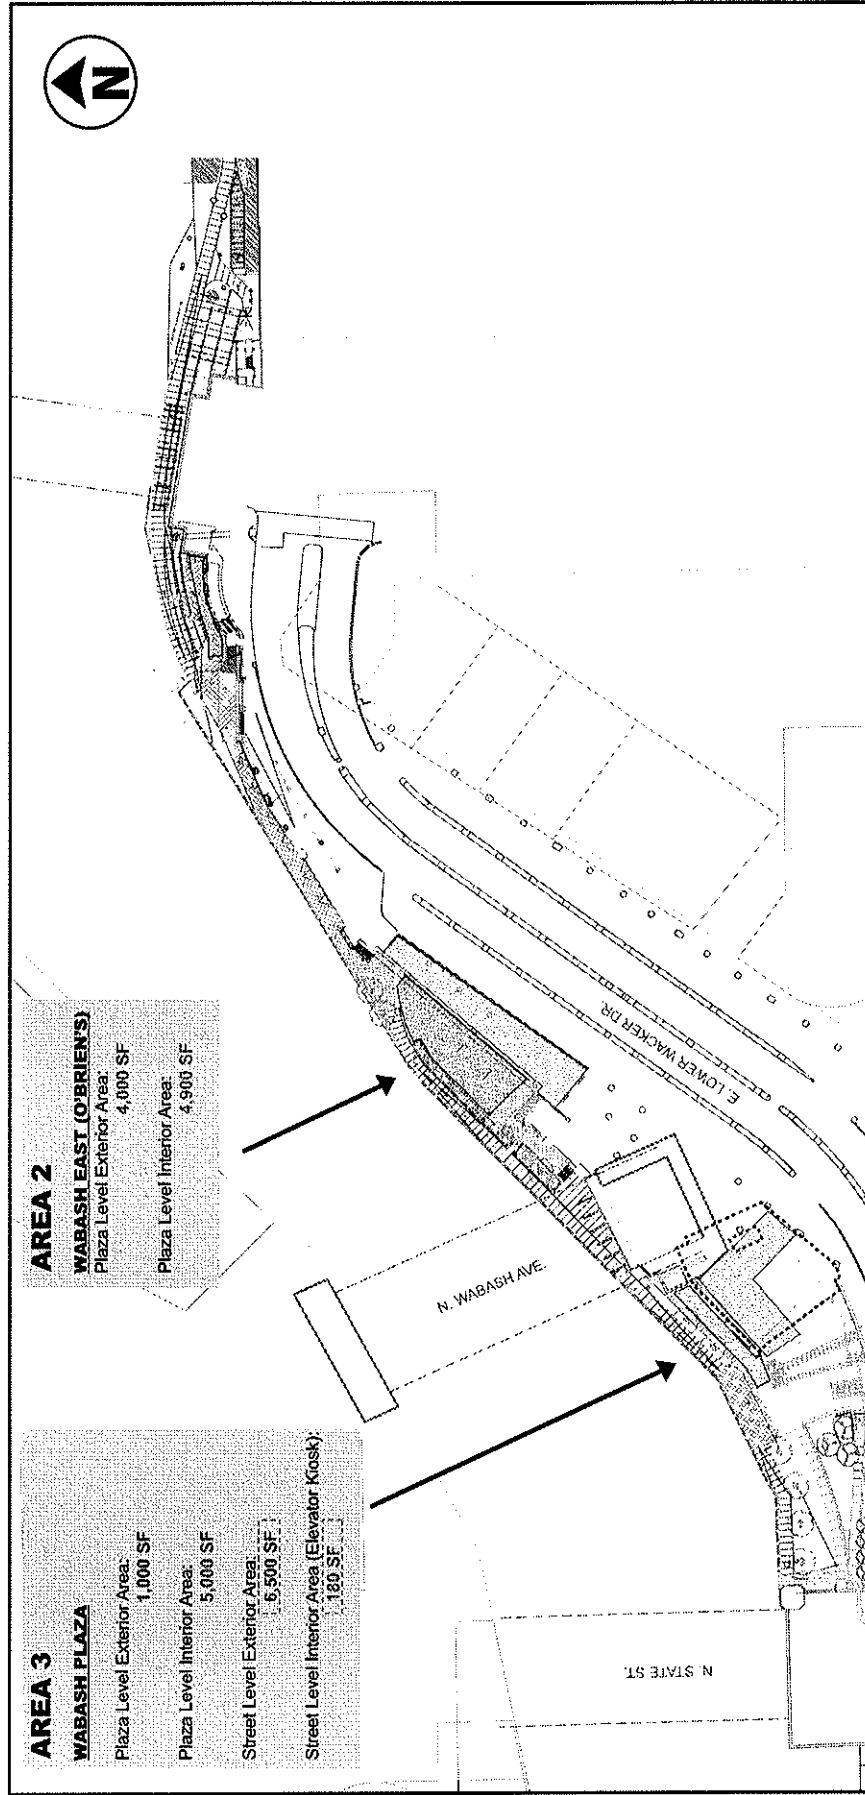 N
AREA 3
WABASH PLAZA
Plaza Level Exterior Area:
1,000 SF
Plaza Level Interior Area:
5,000 SF
Street Level Exterior Area:
6,500 SF
Street Level Interior Area (Elevator Kiosk):
180 SF
AREA 2
WABASH EAST (O'BRIEN'S)
Plaza Level Exterior Area:
4,000 SF
Plaza Level Interior Area:
4,900 SF
N. STATE ST.
N. WABASH AVE.
E. LOWER WACKER DR.